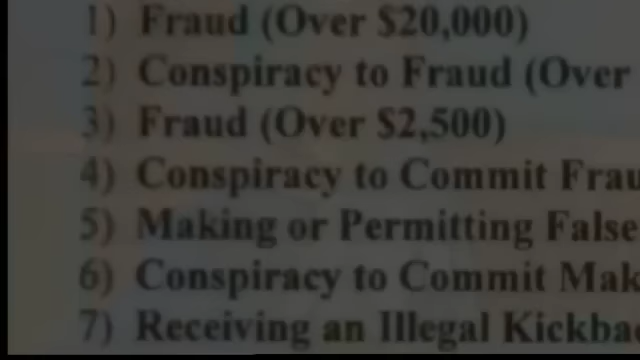 1) Fraud (Over $20,000)
2) Conspiracy to Fraud (Over
3) Fraud (Over $2,500)
4) Conspiracy to Commit
5) Making or Permitting False
6) Conspiracy to Commit
7) Receiving an Illegal